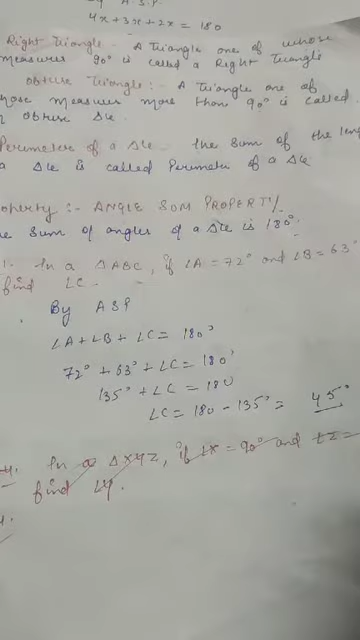 By A.S.P
4x+3x+2x = 180
Right Triangle - A Triangle one of whose
measures 90° is called a Right Triangle
obtuse Triangle :- A Triangle one of
whose measures more than 90° is called
obtuse Δle.
Perimeter of a Δle - The sum of the
a Δle is called Perimeter of a Δle
Property :- ANGLE SUM PROPERTY
sum of angles of a Δle is 180°.
In a ΔABC, if ∠A = 72° and ∠B = 63°
find ∠C.
By ASP
∠A+∠B + ∠C = 180°
72° + 63° + ∠C = 180°
135° + ∠C = 180
∠C = 180 - 135° = 45°
In a ΔXYZ, if ∠X = 90° and ∠Z =
find ∠Y.